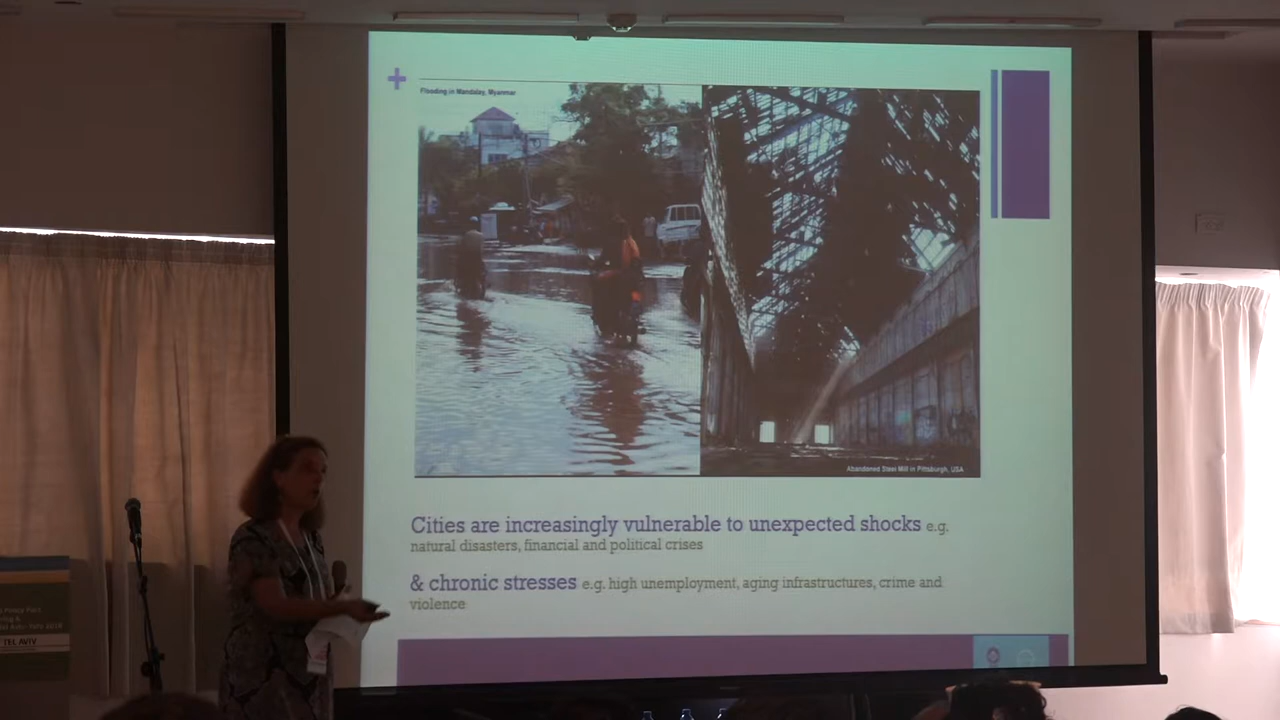 +
Flooding in Mandalay, Myanmar
Abandoned Steel Mill in Pittsburgh, USA
Cities are increasingly vulnerable to unexpected shocks e.g.
natural disasters, financial and political crises
& chronic stresses e.g. high unemployment, aging infrastructures, crime and
violence
TEL AVIV